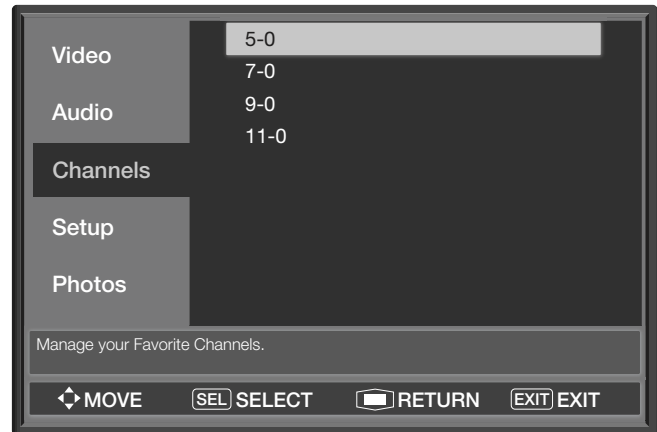 Video
Audio
Channels
Setup
Photos
5-0
7-0
9-0
11-0
Manage your Favorite Channels.
MOVE SEL SELECT RETURN EXIT EXIT